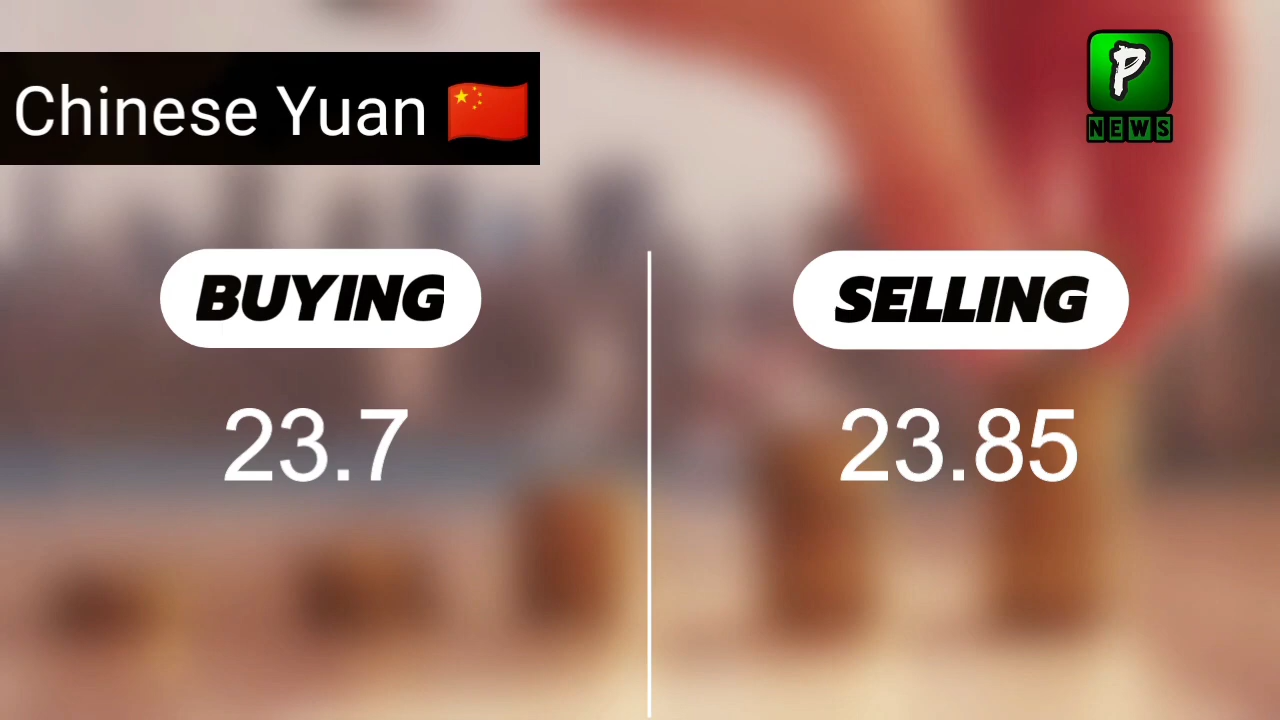 Chinese Yuan 🇨🇳
P
NEWS
BUYING
SELLING
23.7
23.85